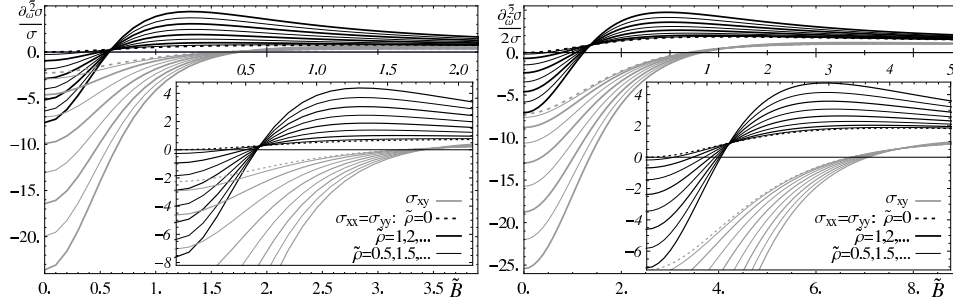 ∂²_ω̃ σ / σ
0.
−5.
−10.
−15.
−20.
0. 0.5 1. 1.5 2. 2.5 3. 3.5 B̃
0.5 1.0 1.5 2.0
4
2
0
−2
−4
−6
−8
σxy
σxx=σyy: ρ̃=0
ρ̃=1,2,...
ρ̃=0.5,1.5,...
∂²_ω̃ σ / 2σ
0.
−5.
−10.
−15.
−20.
−25.
0. 2. 4. 6. 8. B̃
1 2 3 4 5
4
2
0
−2
−4
−6
σxy
σxx=σyy: ρ̃=0
ρ̃=1,2,...
ρ̃=0.5,1.5,...